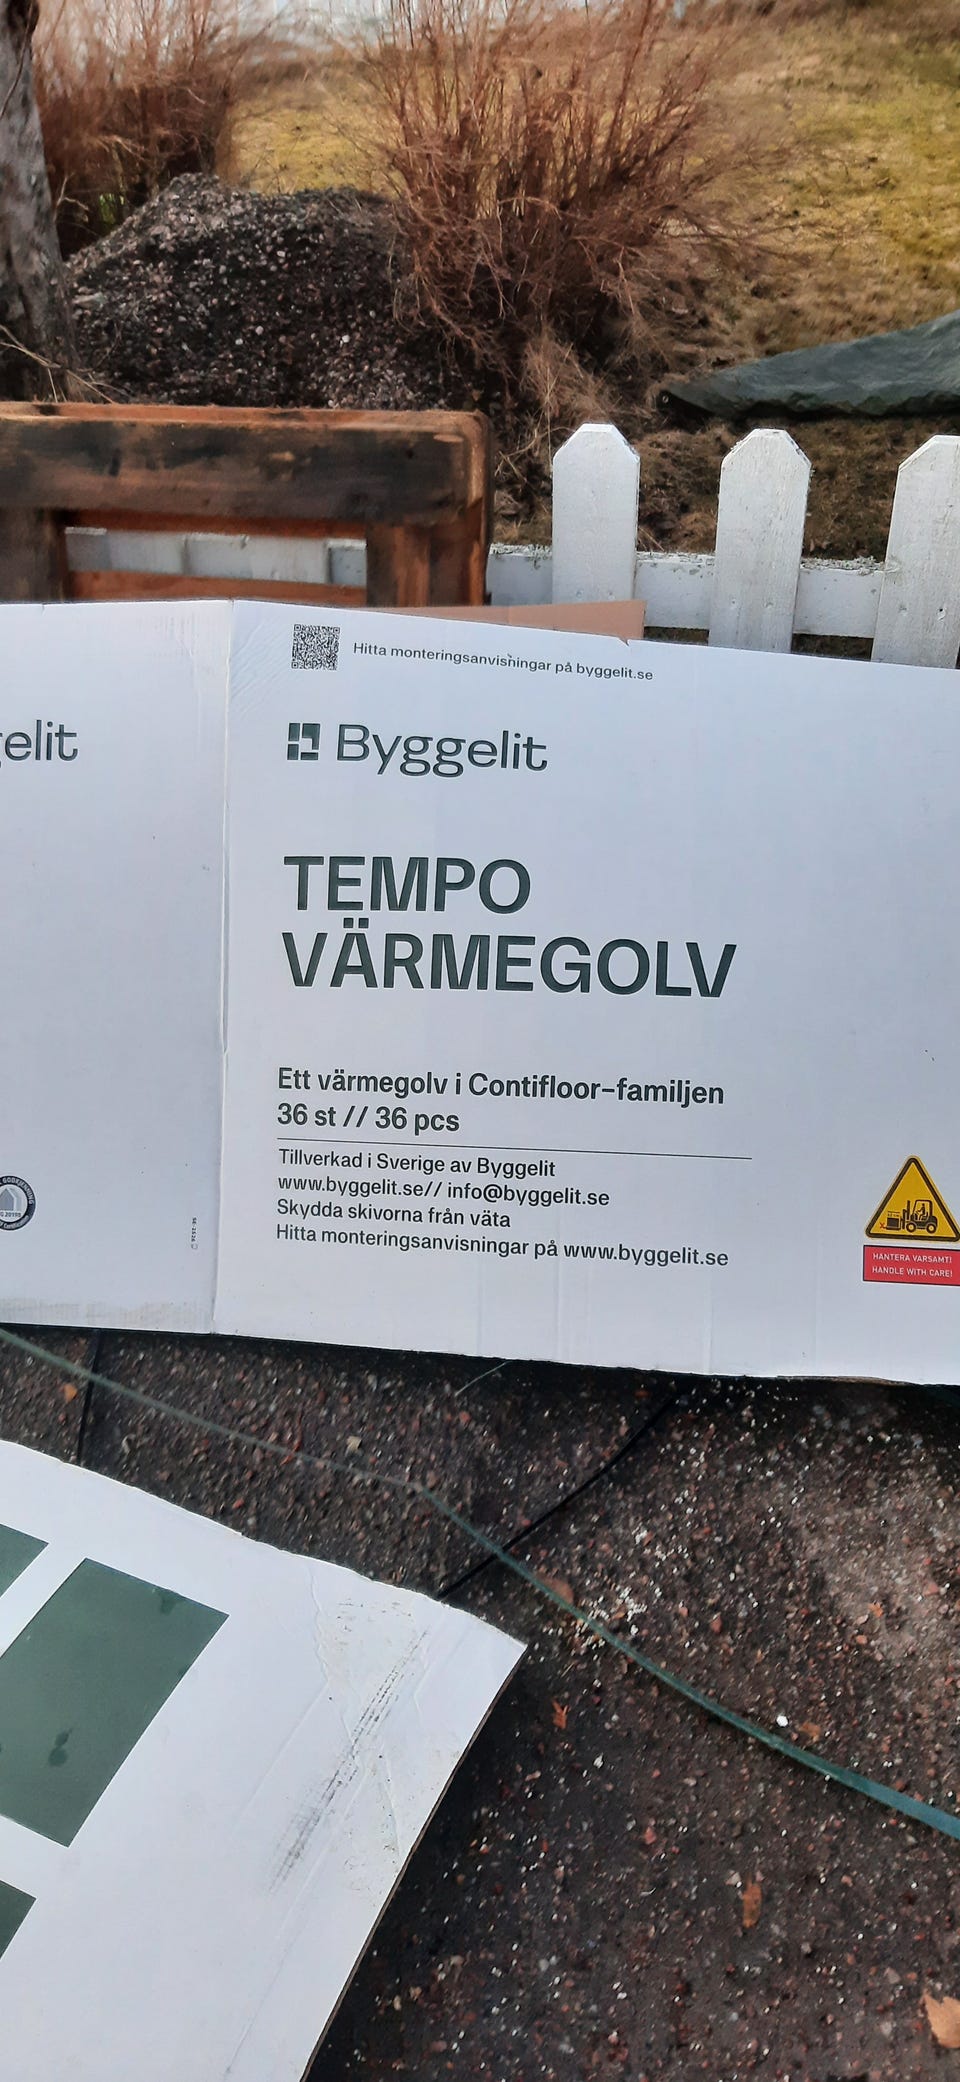 Hitta monteringsanvisningar på byggelit.se
elit
Byggelit
TEMPO
VÄRMEGOLV
Ett värmegolv i Contifloor-familjen
36 st // 36 pcs
Tillverkad i Sverige av Byggelit
www.byggelit.se// info@byggelit.se
Skydda skivorna från väta
Hitta monteringsanvisningar på www.byggelit.se
HANTERA VARSAMT!
HANDLE WITH CARE!